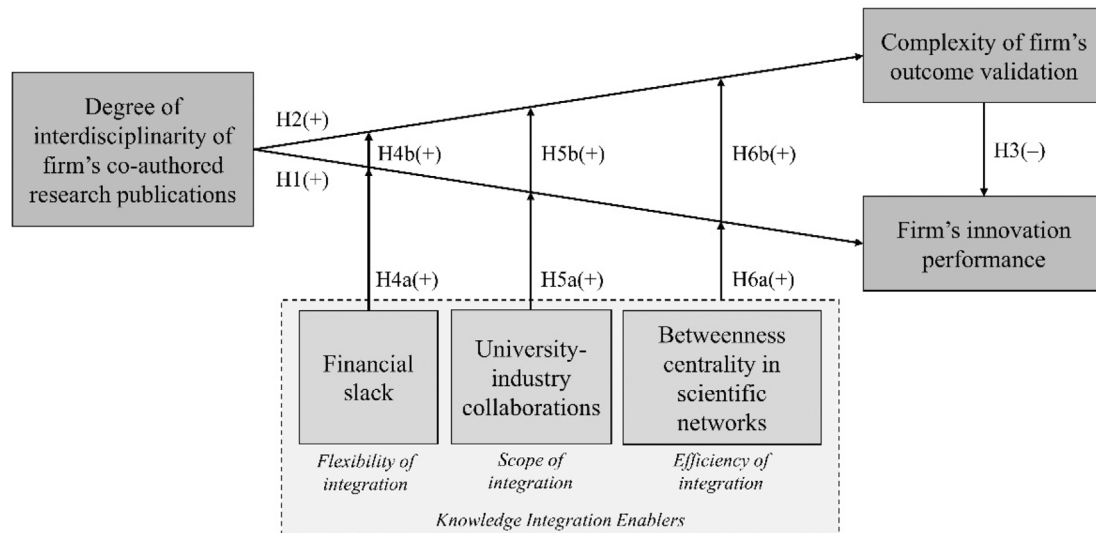 Degree of
interdisciplinarity of
firm's co-authored
research publications
Complexity of firm's
outcome validation
Firm's innovation
performance
H2(+)
H1(+)
H4b(+)
H5b(+)
H6b(+)
H3(–)
H4a(+)
H5a(+)
H6a(+)
Financial
slack
University-
industry
collaborations
Betweenness
centrality in
scientific
networks
Flexibility of
integration
Scope of
integration
Efficiency of
integration
Knowledge Integration Enablers